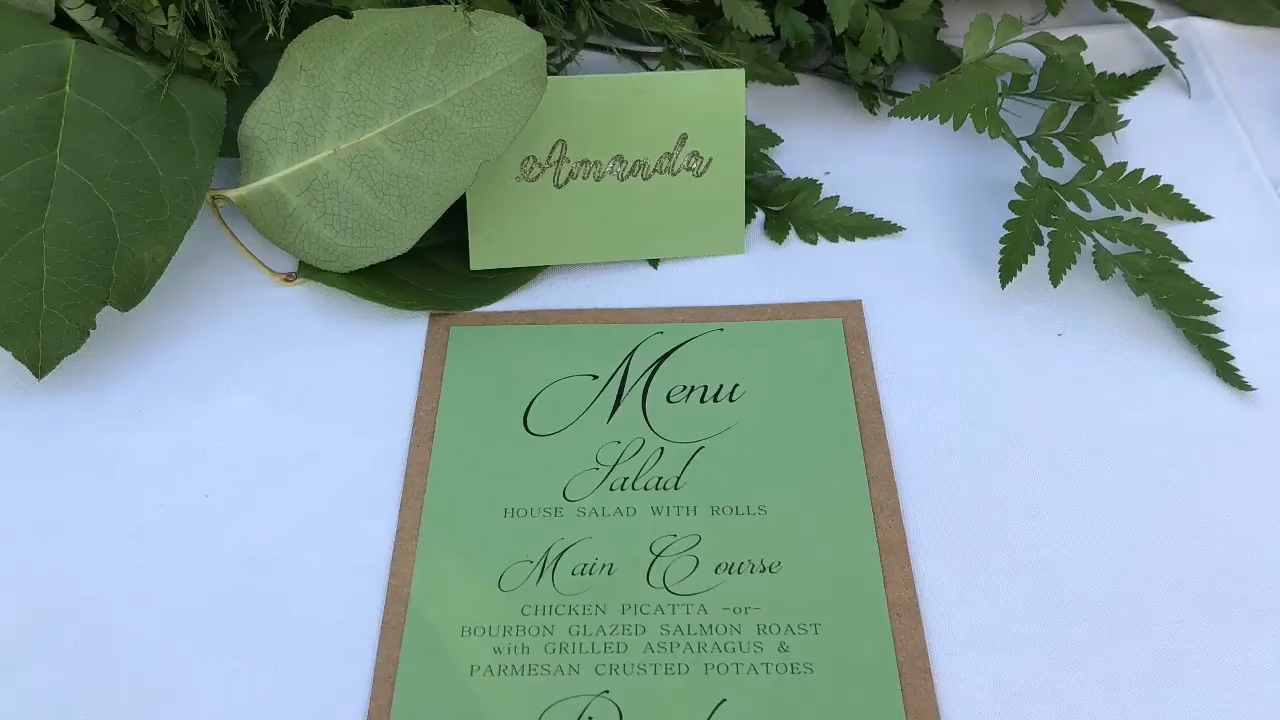 Amanda
Menu
Salad
HOUSE SALAD WITH ROLLS
Main Course
CHICKEN PICATTA -or-
BOURBON GLAZED SALMON ROAST
with GRILLED ASPARAGUS &
PARMESAN CRUSTED POTATOES